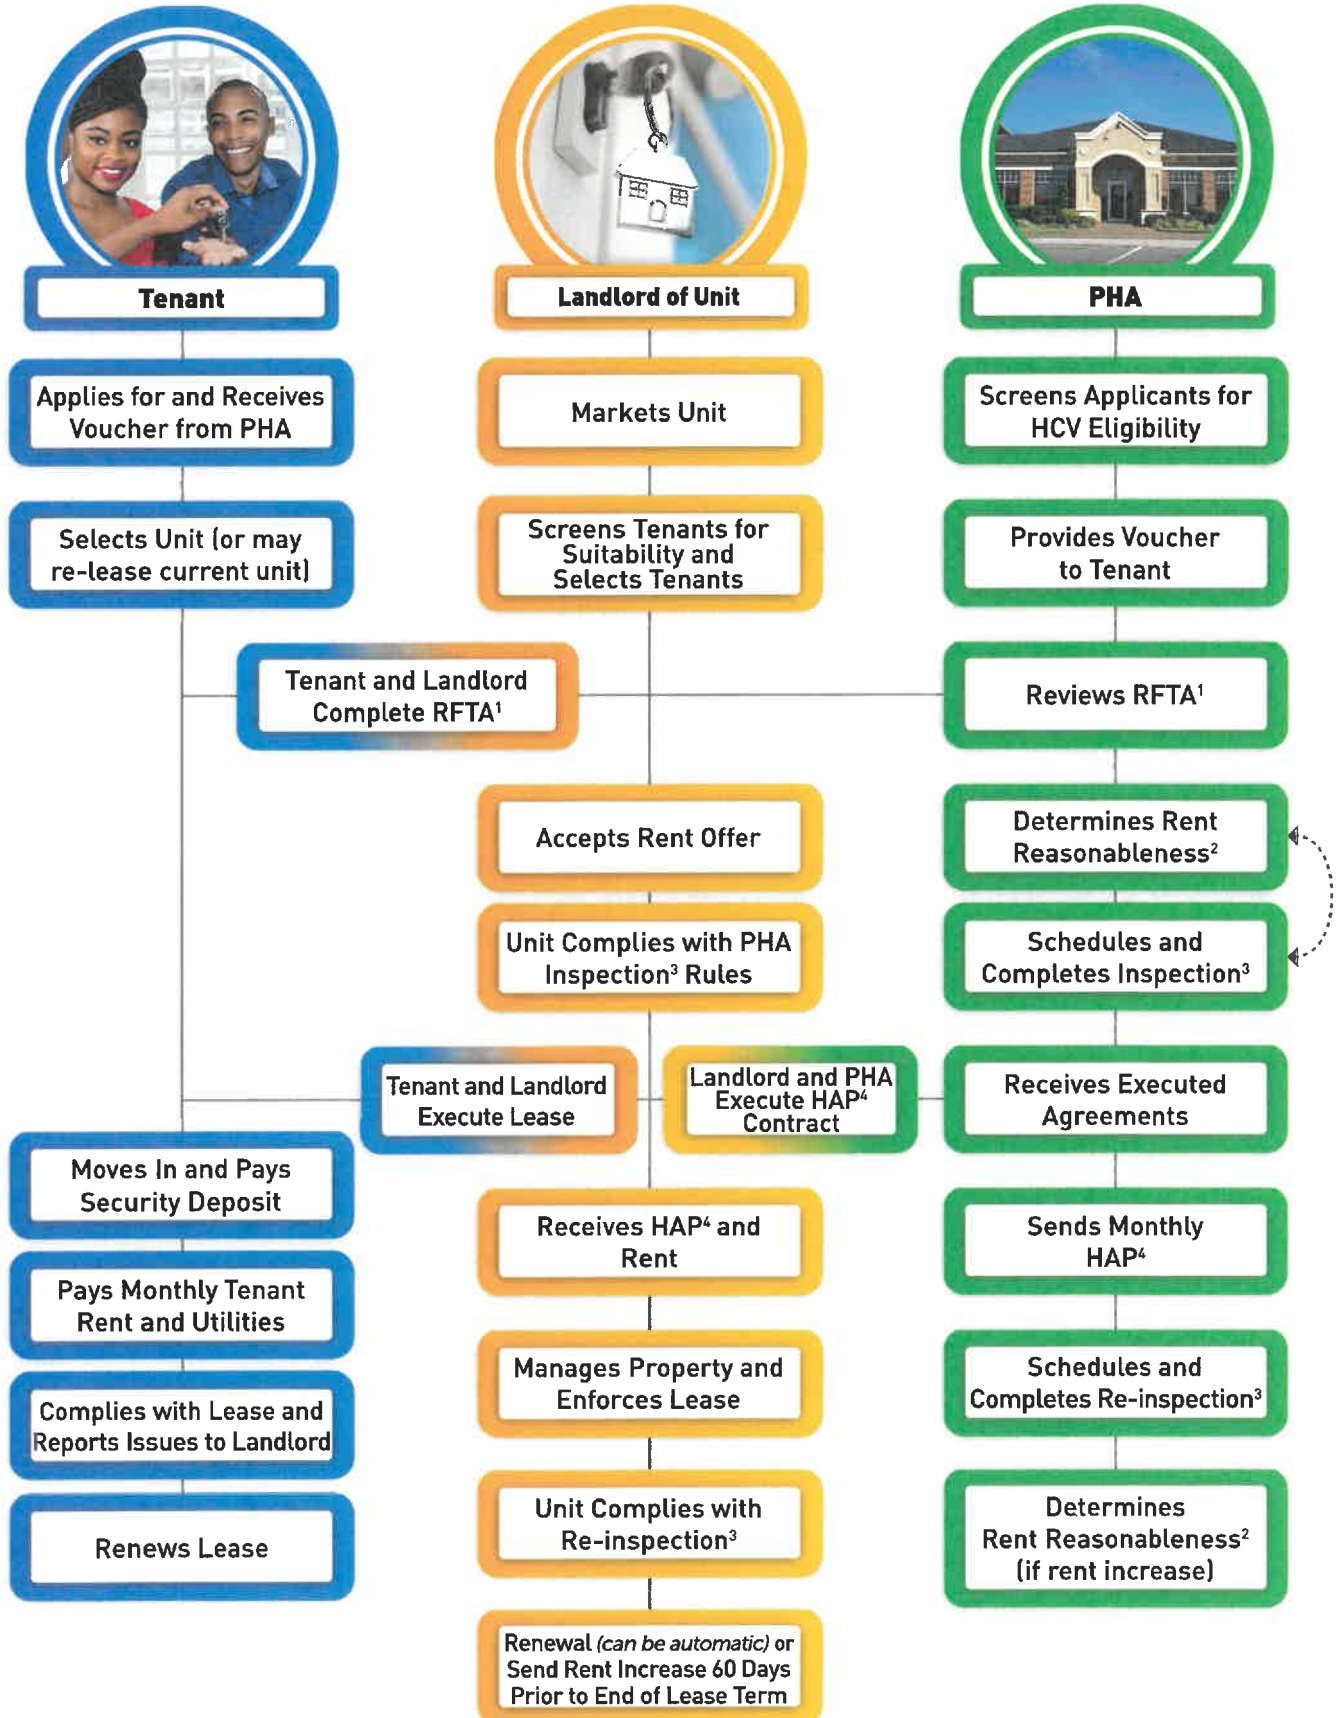 Tenant
Applies for and Receives
Voucher from PHA
Selects Unit (or may
re-lease current unit)
Landlord of Unit
Markets Unit
Screens Tenants for
Suitability and
Selects Tenants
PHA
Screens Applicants for
HCV Eligibility
Provides Voucher
to Tenant
Tenant and Landlord
Complete RFTA¹
Reviews RFTA¹
Accepts Rent Offer
Determines Rent
Reasonableness²
Unit Complies with PHA
Inspection³ Rules
Schedules and
Completes Inspection³
Tenant and Landlord
Execute Lease
Landlord and PHA
Execute HAP⁴
Contract
Receives Executed
Agreements
Moves In and Pays
Security Deposit
Pays Monthly Tenant
Rent and Utilities
Complies with Lease and
Reports Issues to Landlord
Renews Lease
Receives HAP⁴ and
Rent
Manages Property and
Enforces Lease
Unit Complies with
Re-inspection³
Renewal (can be automatic) or
Send Rent Increase 60 Days
Prior to End of Lease Term
Sends Monthly
HAP⁴
Schedules and
Completes Re-inspection³
Determines
Rent Reasonableness²
(if rent increase)